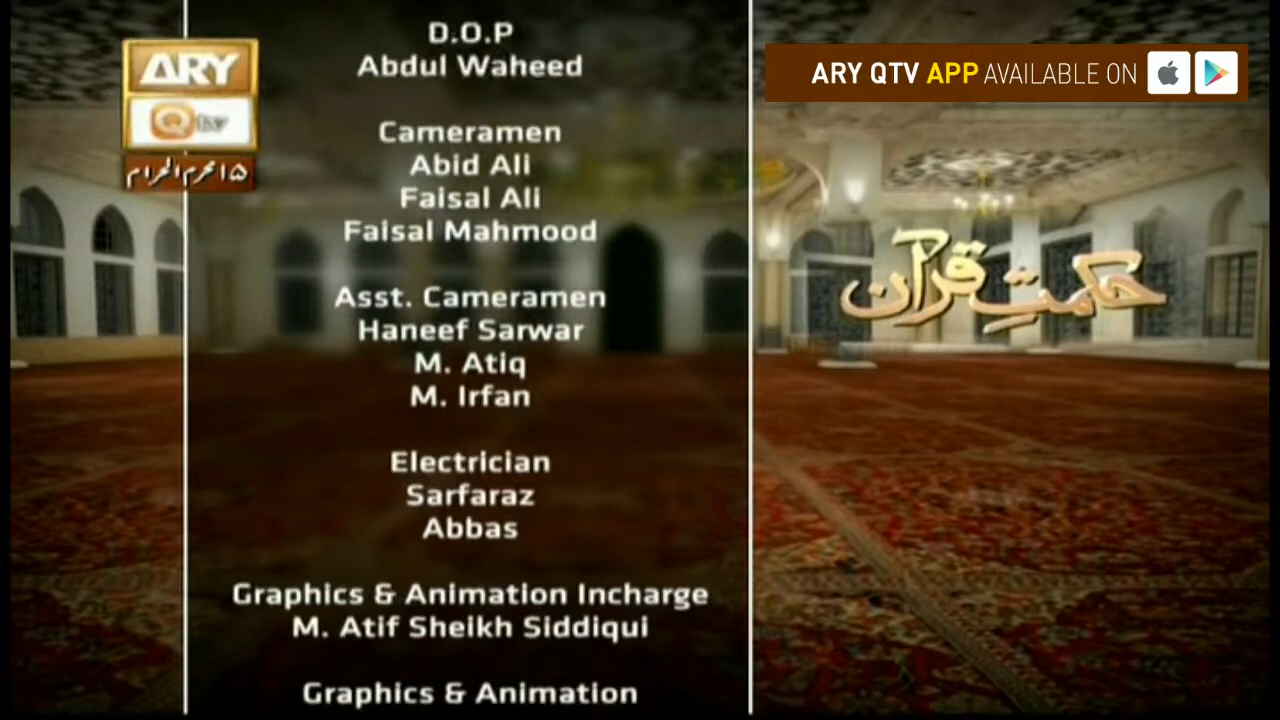 D.O.P
Abdul Waheed
Cameramen
Abid Ali
Faisal Ali
Faisal Mahmood
Asst. Cameramen
Haneef Sarwar
M. Atiq
M. Irfan
Electrician
Sarfaraz
Abbas
Graphics & Animation Incharge
M. Atif Sheikh Siddiqui
Graphics & Animation
ARY
Qtv
۱۵ محرم الحرام
ARY QTV APP AVAILABLE ON
حکمتِ قرآن